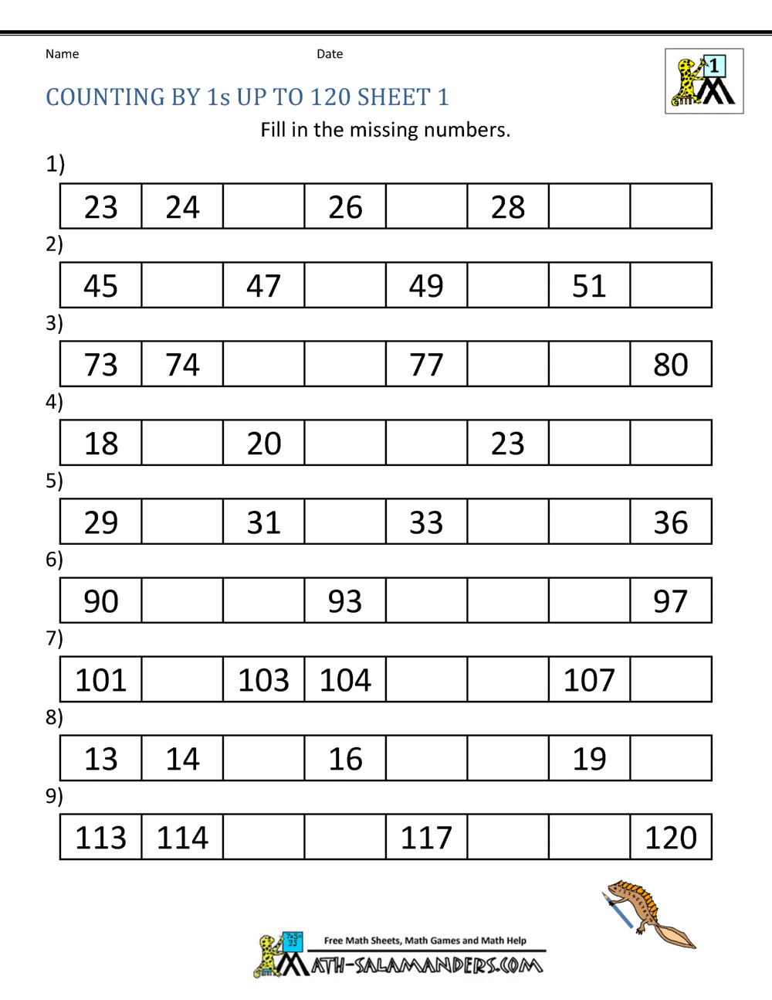 Name Date
1
COUNTING BY 1s UP TO 120 SHEET 1
Fill in the missing numbers.
1)
23 24 26 28
2)
45 47 49 51
3)
73 74 77 80
4)
18 20 23
5)
29 31 33 36
6)
90 93 97
7)
101 103 104 107
8)
13 14 16 19
9)
113 114 117 120
7x5=
35
Free Math Sheets, Math Games and Math Help
MATH-SALAMANDERS.COM